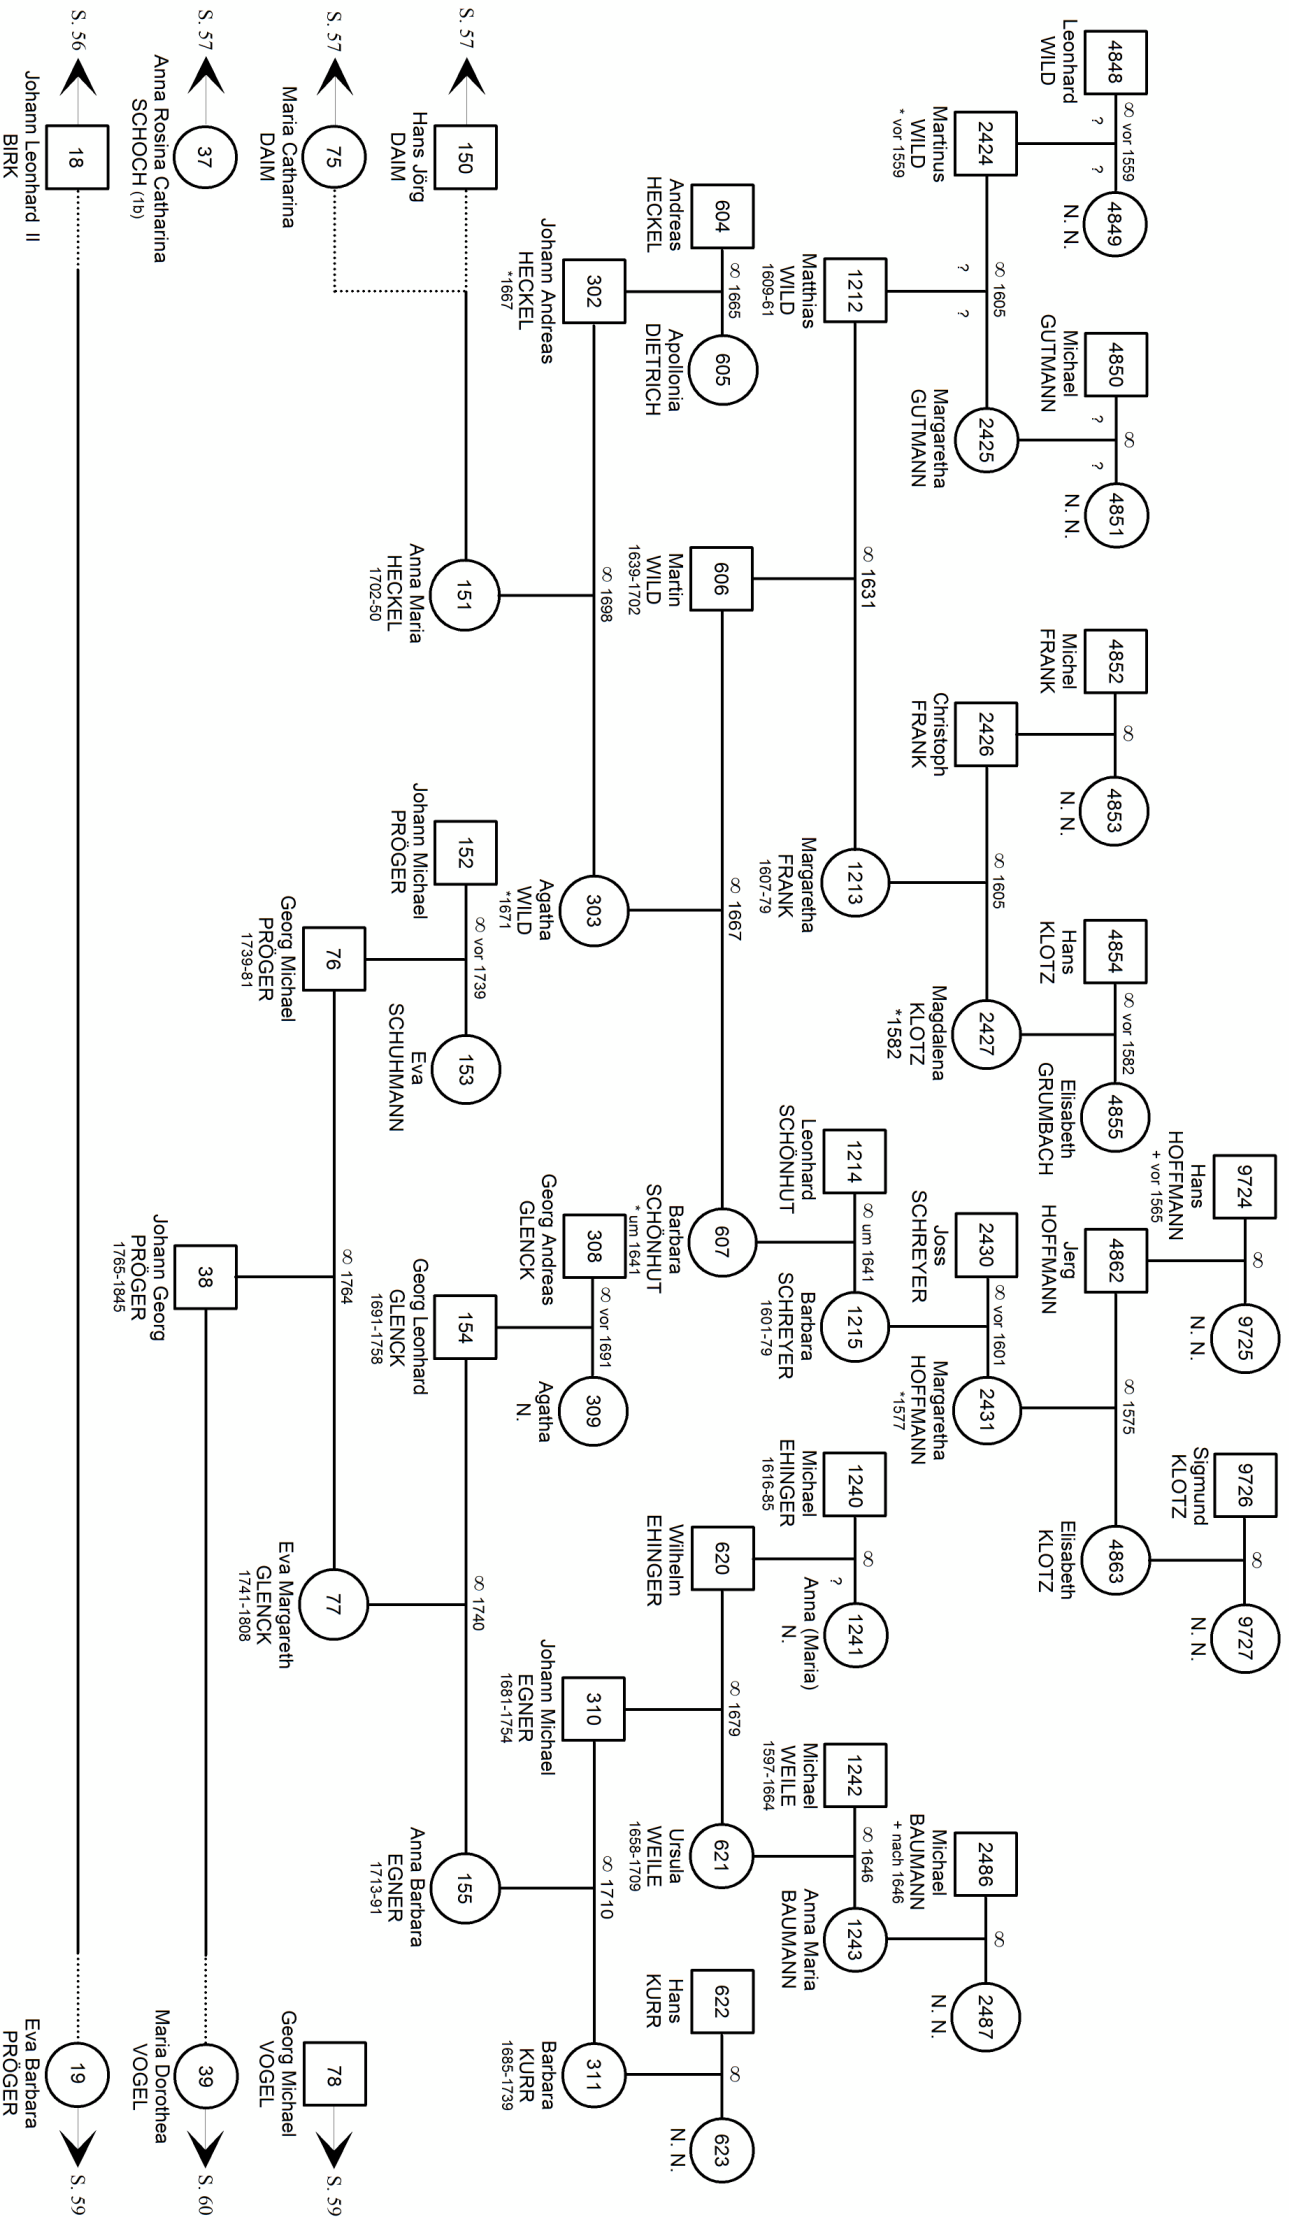 9724
Hans
HOFFMANN
+ vor 1565
∞
9725
N. N.
9726
Sigmund
KLOTZ
∞
9727
N. N.
4848
Leonhard
WILD
∞ vor 1559
? ?
4849
N. N.
4850
Michael
GUTMANN
∞
? ?
4851
N. N.
4852
Michel
FRANK
∞
4853
N. N.
4854
Hans
KLOTZ
∞ vor 1582
4855
Elisabeth
GRUMBACH
4862
Jerg
HOFFMANN
∞ 1575
4863
Elisabeth
KLOTZ
2424
Martinus
WILD
* vor 1559
∞ 1605
? ?
2425
Margaretha
GUTMANN
2426
Christoph
FRANK
∞ 1605
2427
Magdalena
KLOTZ
*1582
2430
Joss
SCHREYER
∞ vor 1601
2431
Margaretha
HOFFMANN
*1577
2486
Michael
BAUMANN
+ nach 1646
∞
2487
N. N.
1212
Matthias
WILD
1609-61
∞ 1631
1213
Margaretha
FRANK
1607-79
1214
Leonhard
SCHÖNHUT
∞ um 1641
1215
Barbara
SCHREYER
1601-79
1240
Michael
EHINGER
1616-85
∞
?
1241
Anna (Maria)
N.
1242
Michael
WEILE
1597-1664
∞ 1646
1243
Anna Maria
BAUMANN
604
Andreas
HECKEL
∞ 1665
605
Apollonia
DIETRICH
606
Martin
WILD
1639-1702
∞ 1667
607
Barbara
SCHÖNHUT
* um 1641
620
Wilhelm
EHINGER
∞ 1679
621
Ursula
WEILE
1658-1709
622
Hans
KURR
∞
623
N. N.
302
Johann Andreas
HECKEL
*1667
∞ 1698
303
Agatha
WILD
*1671
308
Georg Andreas
GLENCK
∞ vor 1691
309
Agatha
N.
310
Johann Michael
EGNER
1681-1754
∞ 1710
311
Barbara
KURR
1685-1739
S. 57
150
Hans Jörg
DAIM
151
Anna Maria
HECKEL
1702-50
152
Johann Michael
PRÖGER
∞ vor 1739
153
Eva
SCHUHMANN
154
Georg Leonhard
GLENCK
1691-1758
∞ 1740
155
Anna Barbara
EGNER
1713-91
S. 57
75
Maria Catharina
DAIM
76
Georg Michael
PRÖGER
1739-81
∞ 1764
77
Eva Margareth
GLENCK
1741-1808
78
Georg Michael
VOGEL
S. 59
S. 57
37
Anna Rosina Catharina
SCHOCH (1b)
38
Johann Georg
PRÖGER
1765-1845
39
Maria Dorothea
VOGEL
S. 60
S. 56
18
Johann Leonhard II
BIRK
19
Eva Barbara
PRÖGER
S. 59